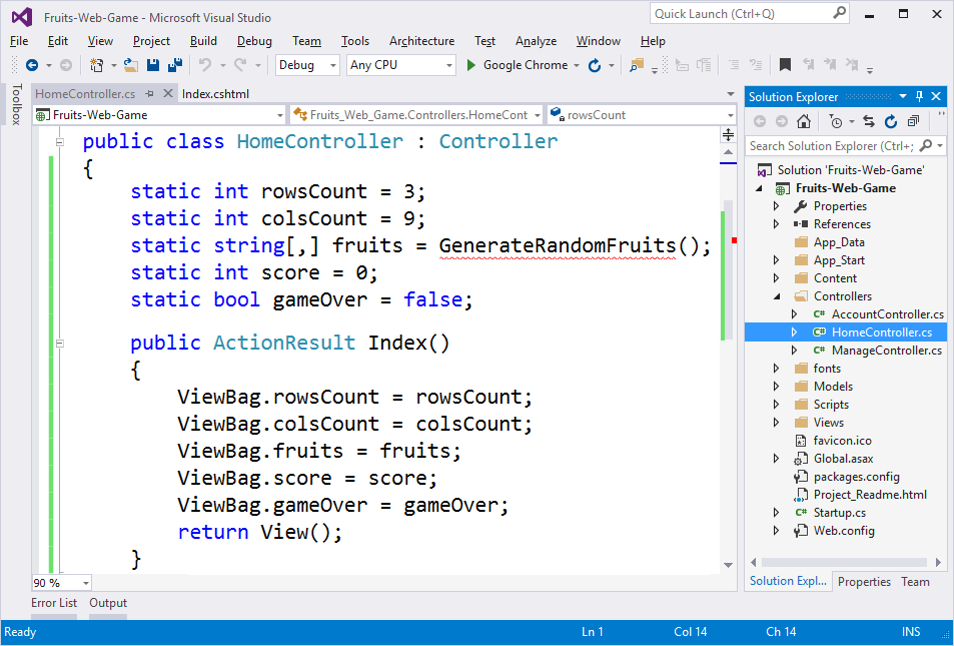 Fruits-Web-Game - Microsoft Visual Studio
Quick Launch (Ctrl+Q)
File Edit View Project Build Debug Team Tools Architecture Test Analyze Window Help
Debug Any CPU Google Chrome
Toolbox
HomeController.cs Index.cshtml
Fruits-Web-Game Fruits_Web_Game.Controllers.HomeCont rowsCount
public class HomeController : Controller
{
static int rowsCount = 3;
static int colsCount = 9;
static string[,] fruits = GenerateRandomFruits();
static int score = 0;
static bool gameOver = false;
public ActionResult Index()
{
ViewBag.rowsCount = rowsCount;
ViewBag.colsCount = colsCount;
ViewBag.fruits = fruits;
ViewBag.score = score;
ViewBag.gameOver = gameOver;
return View();
}
90 %
Solution Explorer
Search Solution Explorer (Ctrl+;
Solution 'Fruits-Web-Game'
Fruits-Web-Game
Properties
References
App_Data
App_Start
Content
Controllers
C# AccountController.cs
C# HomeController.cs
C# ManageController.cs
fonts
Models
Scripts
Views
favicon.ico
Global.asax
packages.config
Project_Readme.html
C# Startup.cs
Web.config
Solution Expl... Properties Team
Error List Output
Ready Ln 1 Col 14 Ch 14 INS